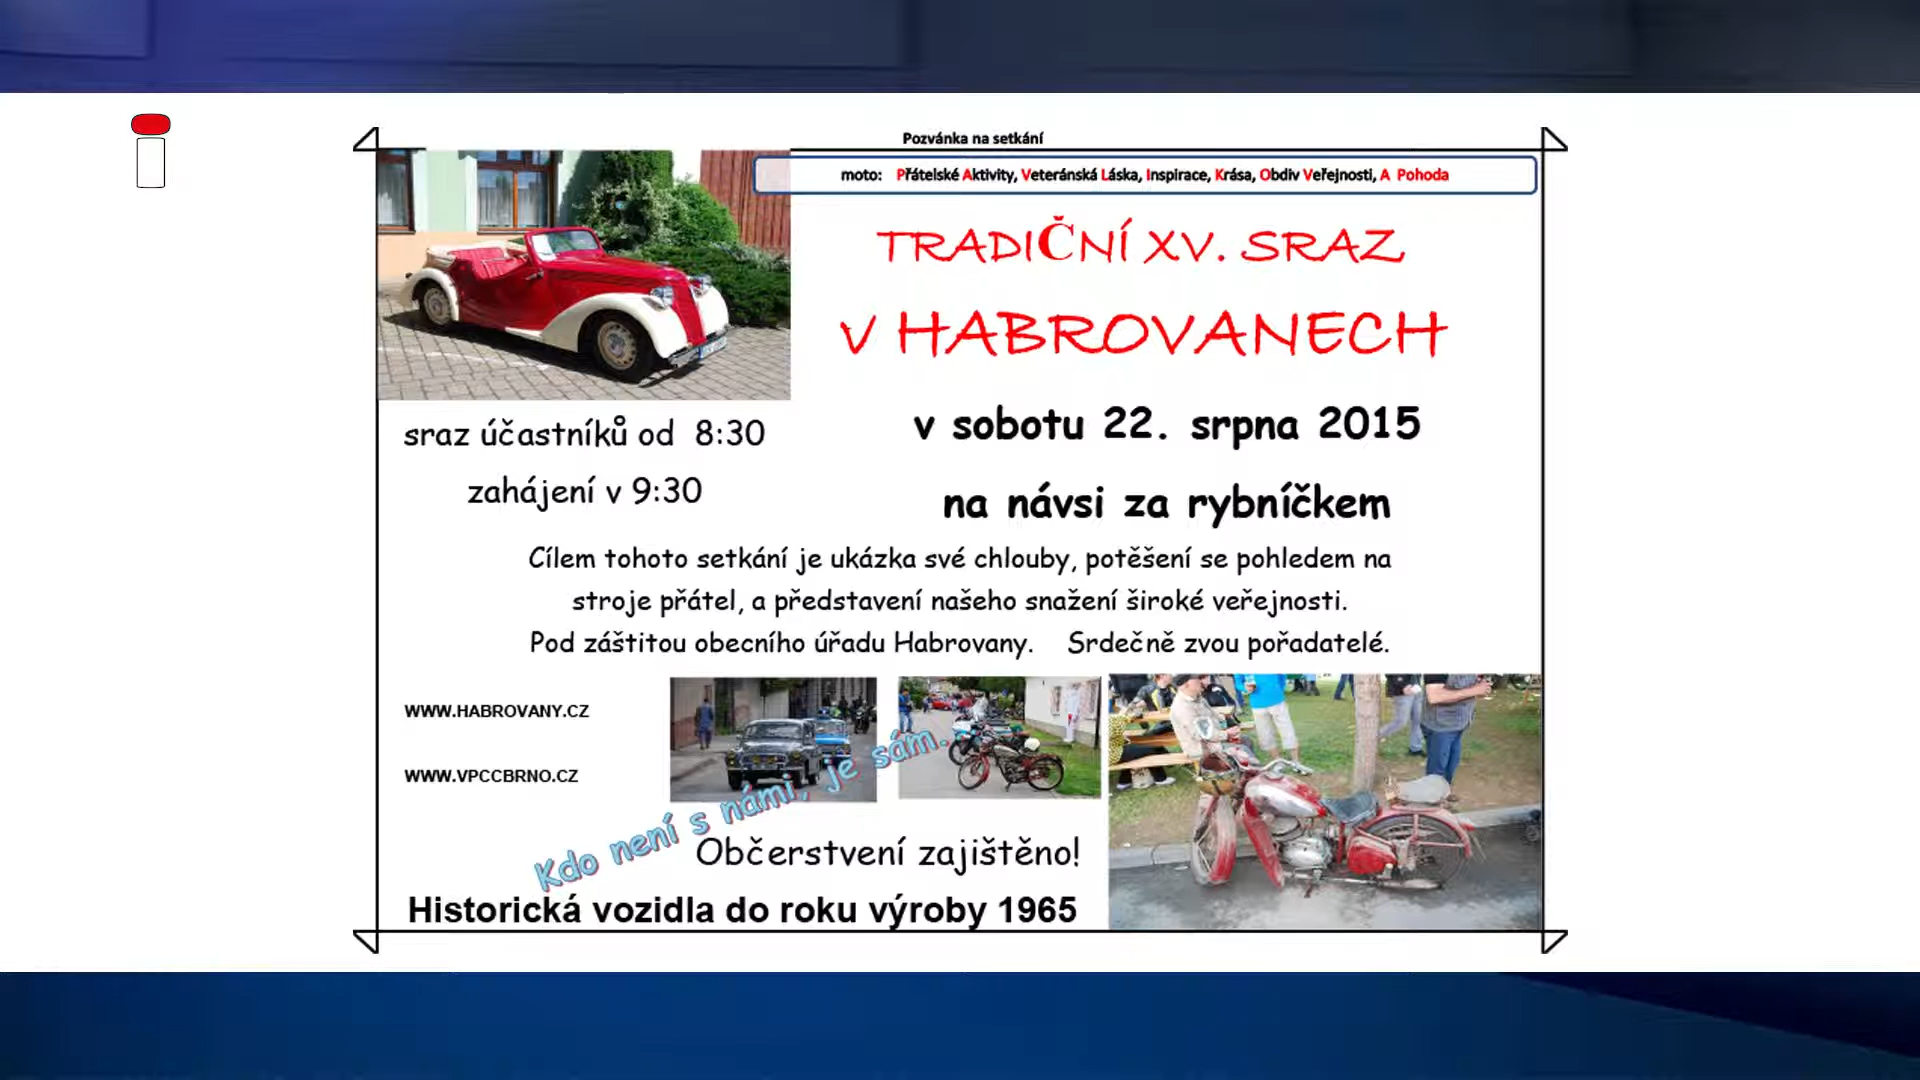 Pozvánka na setkání
moto: Přátelské Aktivity, Veteránská Láska, Inspirace, Krása, Obdiv Veřejnosti, A Pohoda
TRADIČNÍ XV. SRAZ
V HABROVANECH
v sobotu 22. srpna 2015
na návsi za rybníčkem
sraz účastníků od 8:30
zahájení v 9:30
Cílem tohoto setkání je ukázka své chlouby, potěšení se pohledem na
stroje přátel, a představení našeho snažení široké veřejnosti.
Pod záštitou obecního úřadu Habrovany. Srdečně zvou pořadatelé.
WWW.HABROVANY.CZ
WWW.VPCCBRNO.CZ
Kdo není s námi, je sám.
Občerstvení zajištěno!
Historická vozidla do roku výroby 1965